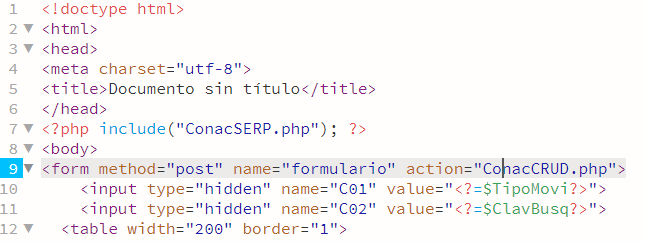 1 <!doctype html>
2 ▼ <html>
3 ▼ <head>
4 <meta charset="utf-8">
5 <title>Documento sin título</title>
6 </head>
7 ▼ <?php include("ConacSERP.php"); ?>
8 ▼ <body>
9 ▼ <form method="post" name="formulario" action="ConacCRUD.php">
10 <input type="hidden" name="C01" value="<?=$TipoMovi?>">
11 <input type="hidden" name="C02" value="<?=$ClavBusq?>">
12 ▼ <table width="200" border="1">